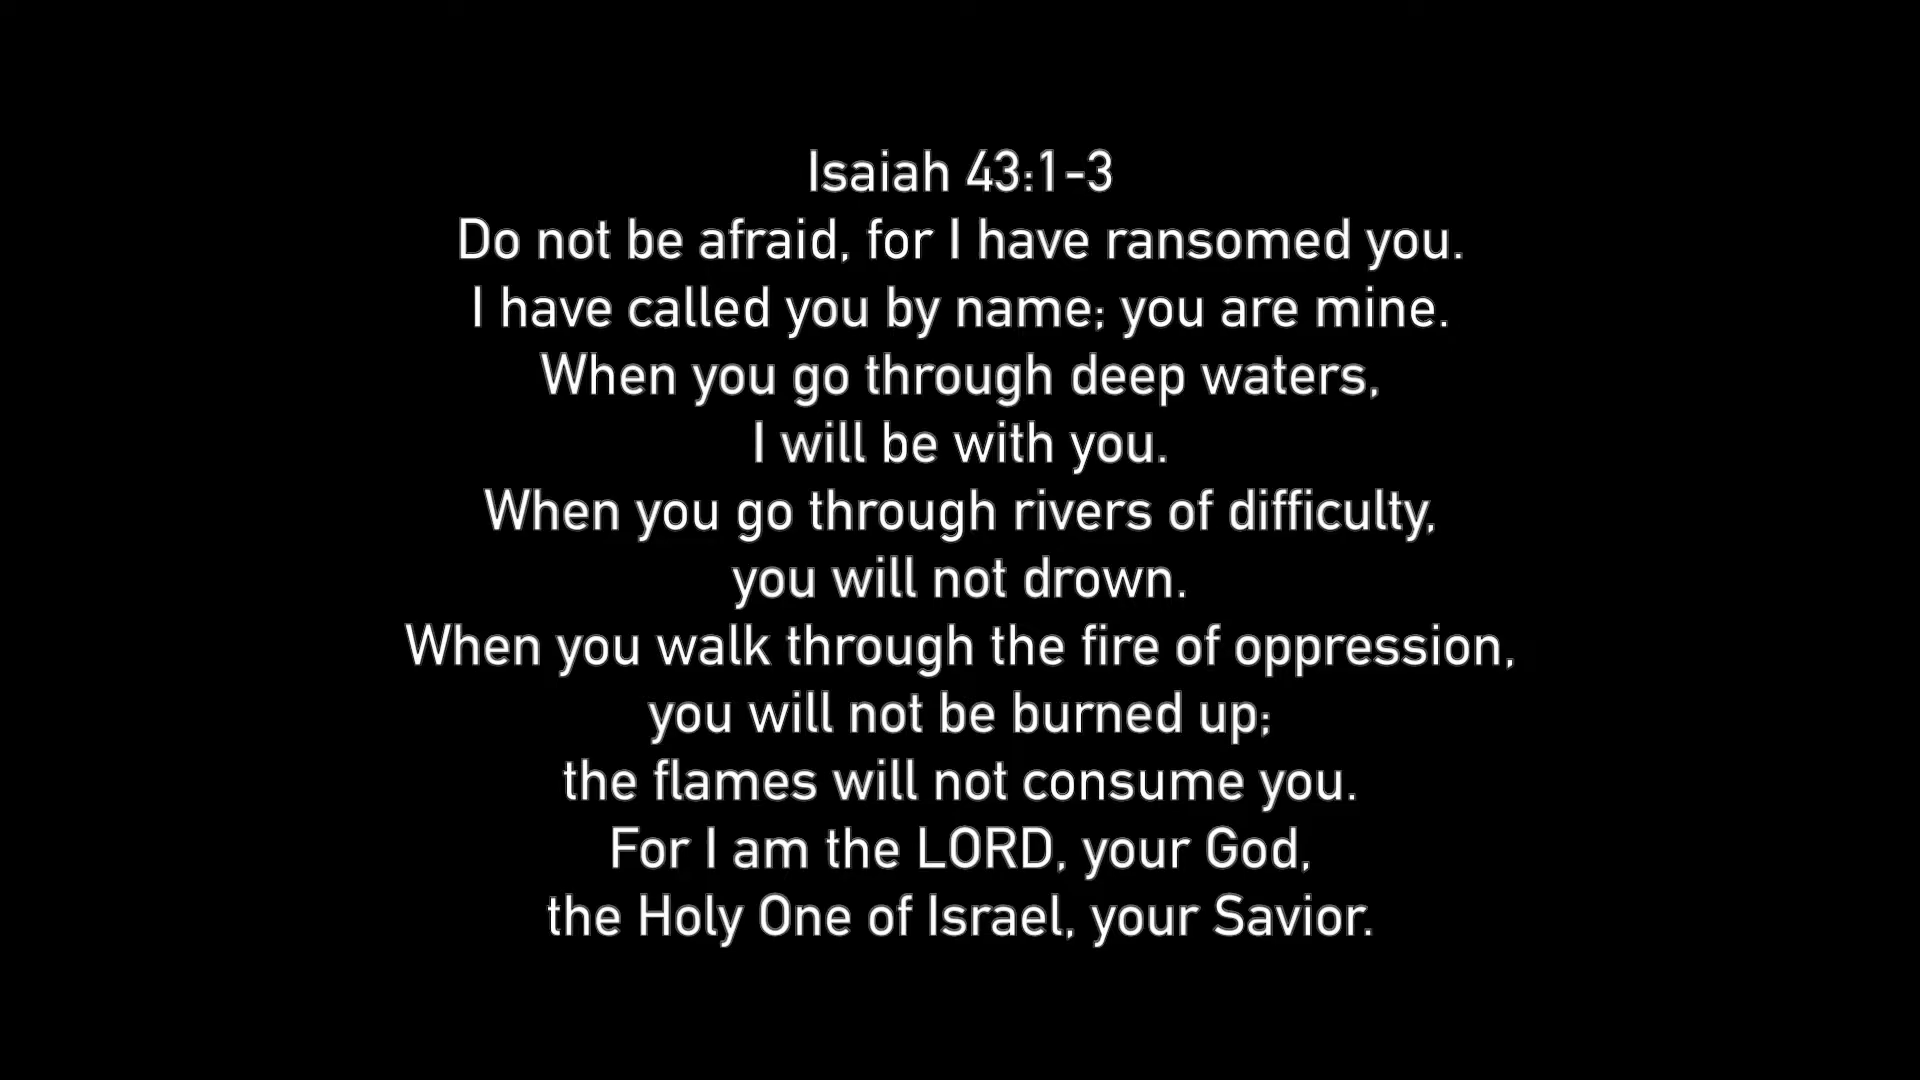 Isaiah 43:1-3
Do not be afraid, for I have ransomed you.
I have called you by name; you are mine.
When you go through deep waters,
I will be with you.
When you go through rivers of difficulty,
you will not drown.
When you walk through the fire of oppression,
you will not be burned up;
the flames will not consume you.
For I am the LORD, your God,
the Holy One of Israel, your Savior.